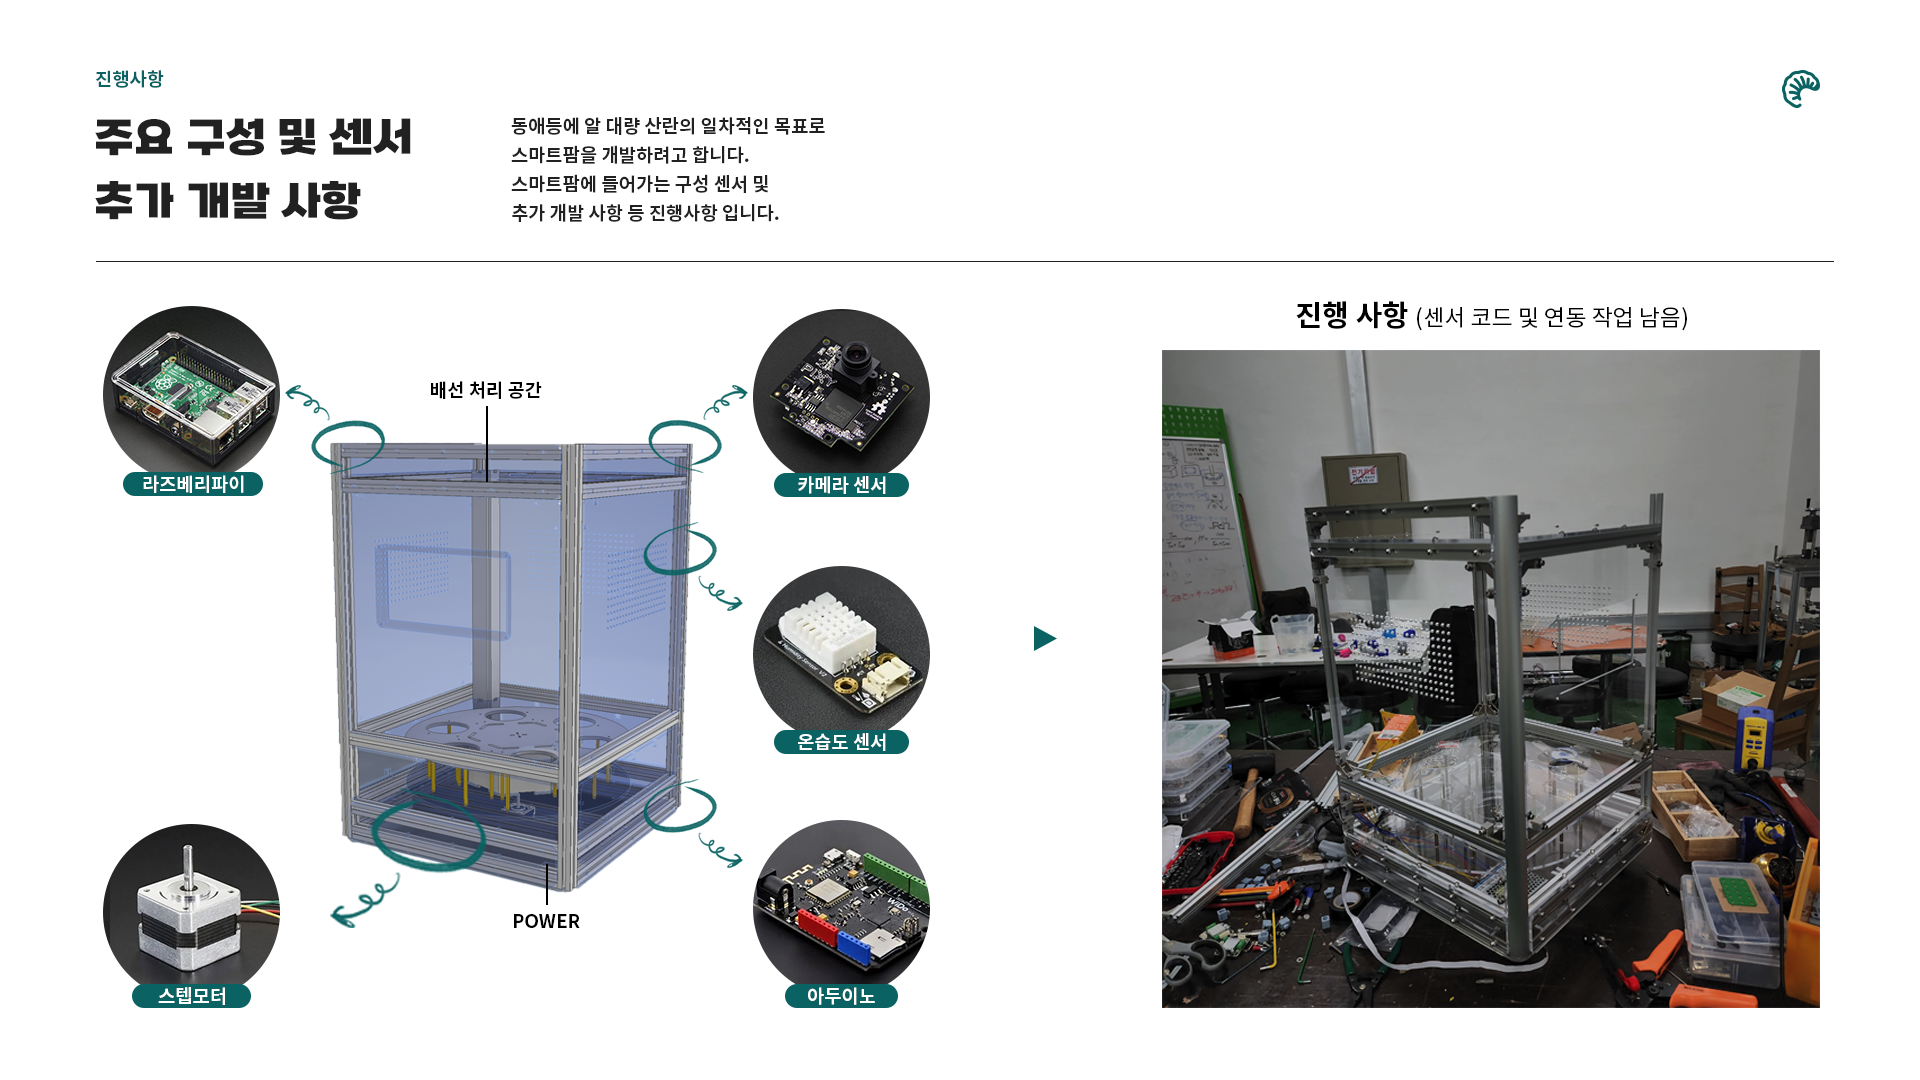 진행사항
주요 구성 및 센서
추가 개발 사항
동애등에 알 대량 산란의 일차적인 목표로
스마트팜을 개발하려고 합니다.
스마트팜에 들어가는 구성 센서 및
추가 개발 사항 등 진행사항 입니다.
라즈베리파이
배선 처리 공간
카메라 센서
온습도 센서
스텝모터
POWER
아두이노
WiDo
진행 사항 (센서 코드 및 연동 작업 남음)